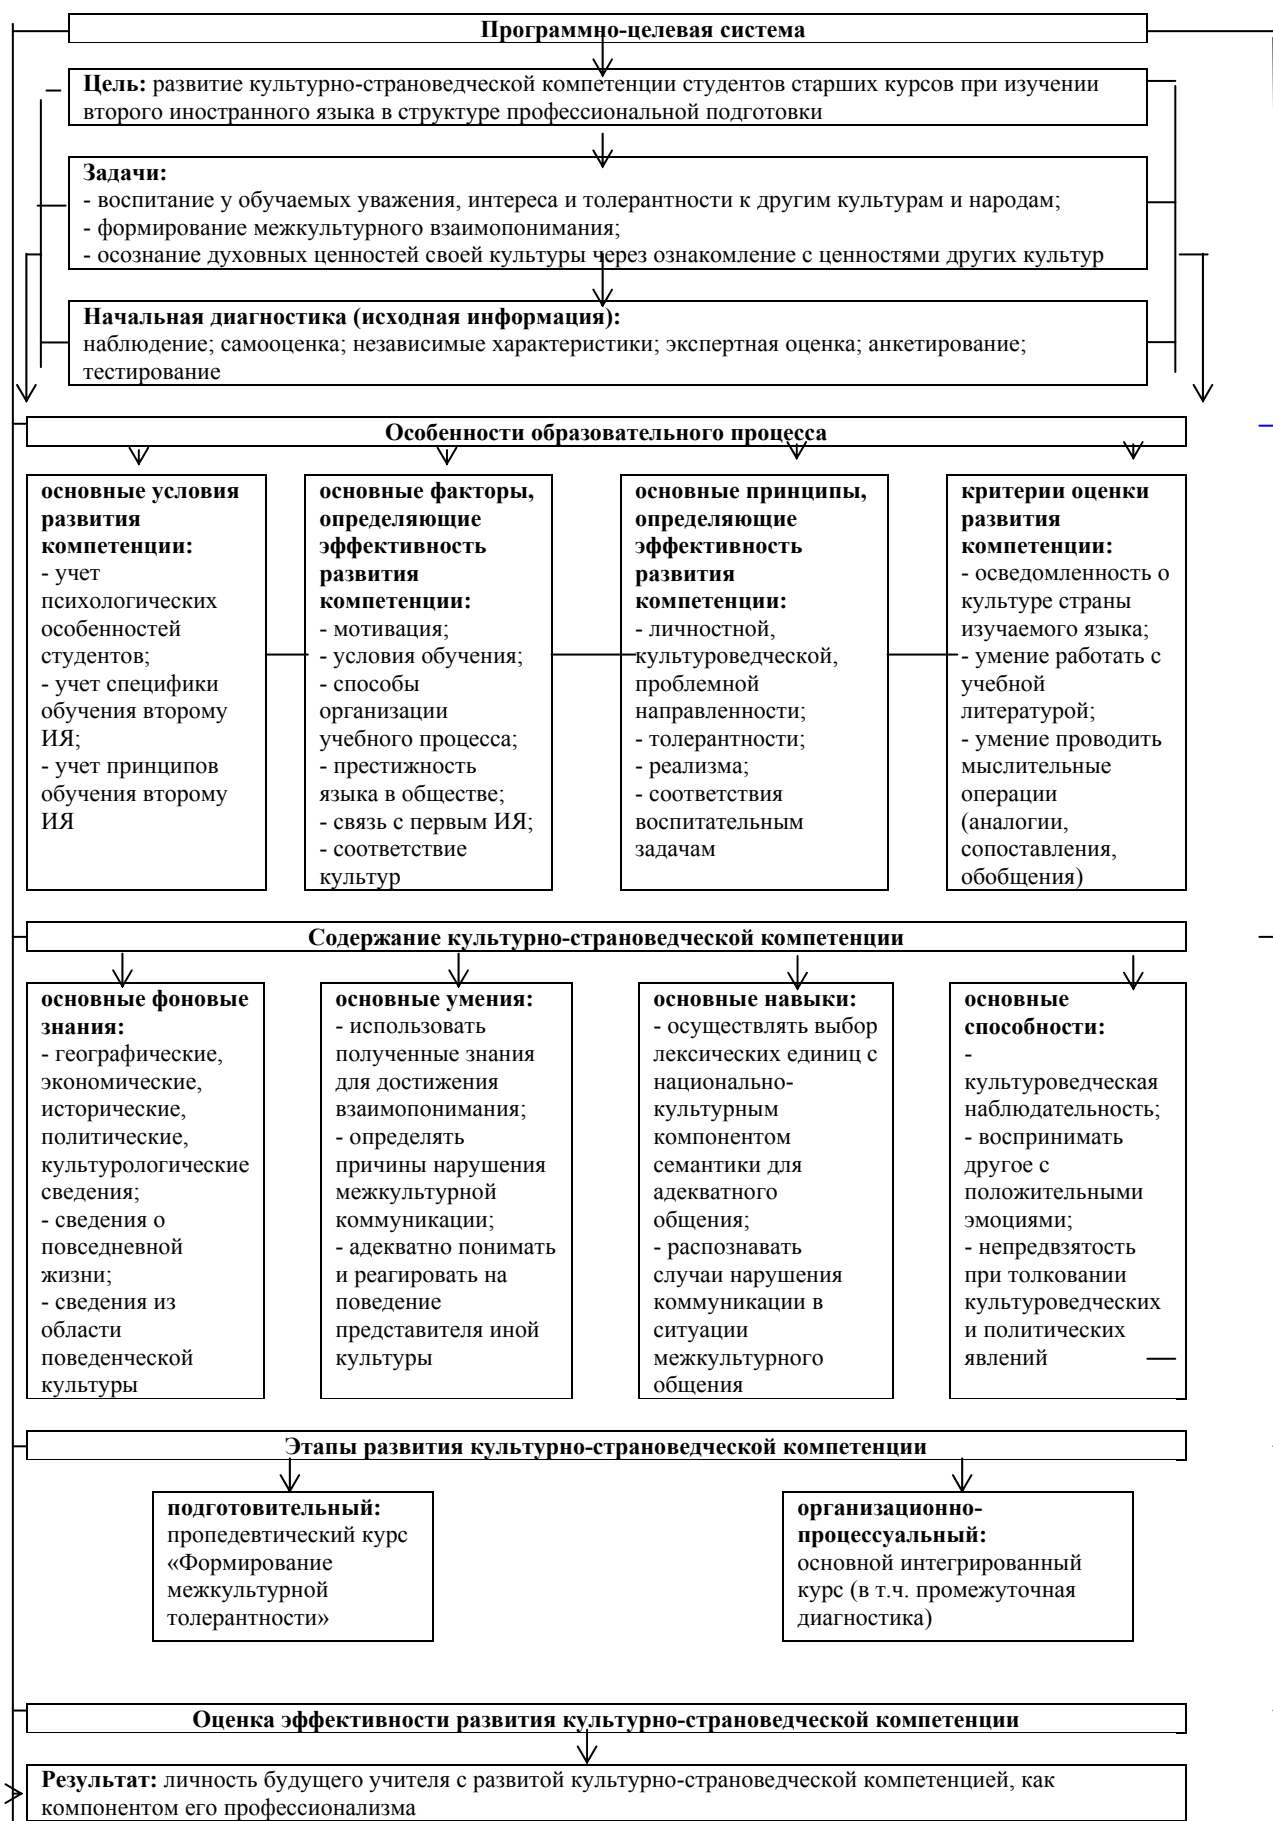 Программно-целевая система
Цель: развитие культурно-страноведческой компетенции студентов старших курсов при изучении
второго иностранного языка в структуре профессиональной подготовки
Задачи:
- воспитание у обучаемых уважения, интереса и толерантности к другим культурам и народам;
- формирование межкультурного взаимопонимания;
- осознание духовных ценностей своей культуры через ознакомление с ценностями других культур
Начальная диагностика (исходная информация):
наблюдение; самооценка; независимые характеристики; экспертная оценка; анкетирование;
тестирование
Особенности образовательного процесса
основные условия
развития
компетенции:
- учет
психологических
особенностей
студентов;
- учет специфики
обучения второму
ИЯ;
- учет принципов
обучения второму
ИЯ
основные факторы,
определяющие
эффективность
развития
компетенции:
- мотивация;
- условия обучения;
- способы
организации
учебного процесса;
- престижность
языка в обществе;
- связь с первым ИЯ;
- соответствие
культур
основные принципы,
определяющие
эффективность
развития
компетенции:
- личностной,
культуроведческой,
проблемной
направленности;
- толерантности;
- реализма;
- соответствия
воспитательным
задачам
критерии оценки
развития
компетенции:
- осведомленность о
культуре страны
изучаемого языка;
- умение работать с
учебной
литературой;
- умение проводить
мыслительные
операции
(аналогии,
сопоставления,
обобщения)
Содержание культурно-страноведческой компетенции
основные фоновые
знания:
- географические,
экономические,
исторические,
политические,
культурологические
сведения;
- сведения о
повседневной
жизни;
- сведения из
области
поведенческой
культуры
основные умения:
- использовать
полученные знания
для достижения
взаимопонимания;
- определять
причины нарушения
межкультурной
коммуникации;
- адекватно понимать
и реагировать на
поведение
представителя иной
культуры
основные навыки:
- осуществлять выбор
лексических единиц с
национально-
культурным
компонентом
семантики для
адекватного
общения;
- распознавать
случаи нарушения
коммуникации в
ситуации
межкультурного
общения
основные
способности:
-
культуроведческая
наблюдательность;
- воспринимать
другое с
положительными
эмоциями;
- непредвзятость
при толковании
культуроведческих
и политических
явлений
Этапы развития культурно-страноведческой компетенции
подготовительный:
пропедевтический курс
«Формирование
межкультурной
толерантности»
организационно-
процессуальный:
основной интегрированный
курс (в т.ч. промежуточная
диагностика)
Оценка эффективности развития культурно-страноведческой компетенции
Результат: личность будущего учителя с развитой культурно-страноведческой компетенцией, как
компонентом его профессионализма